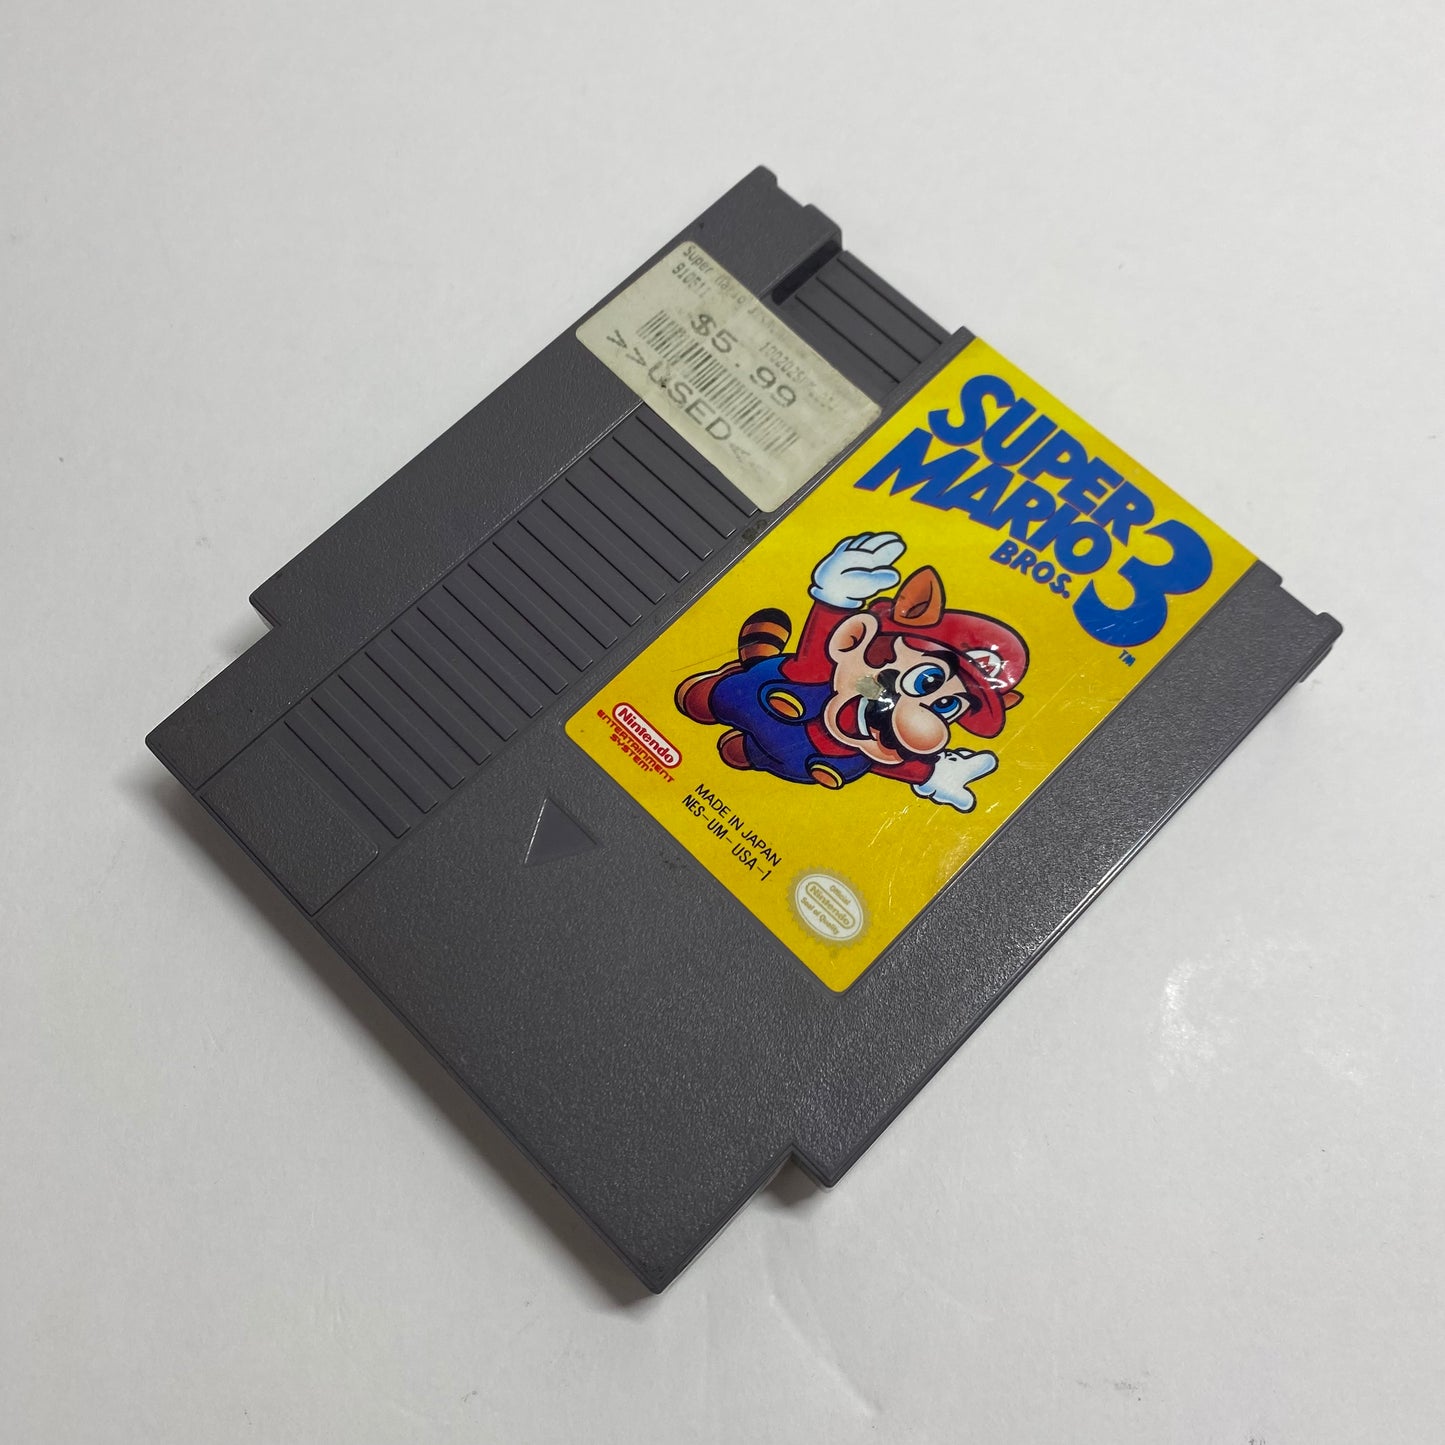 Super Mario
$5.99
>>USED
SUPER
MARIO
BROS. 3
TM
M
Nintendo
ENTERTAINMENT
SYSTEM
MADE IN JAPAN
NES-UM-USA-1
Official
Nintendo
Seal of Quality